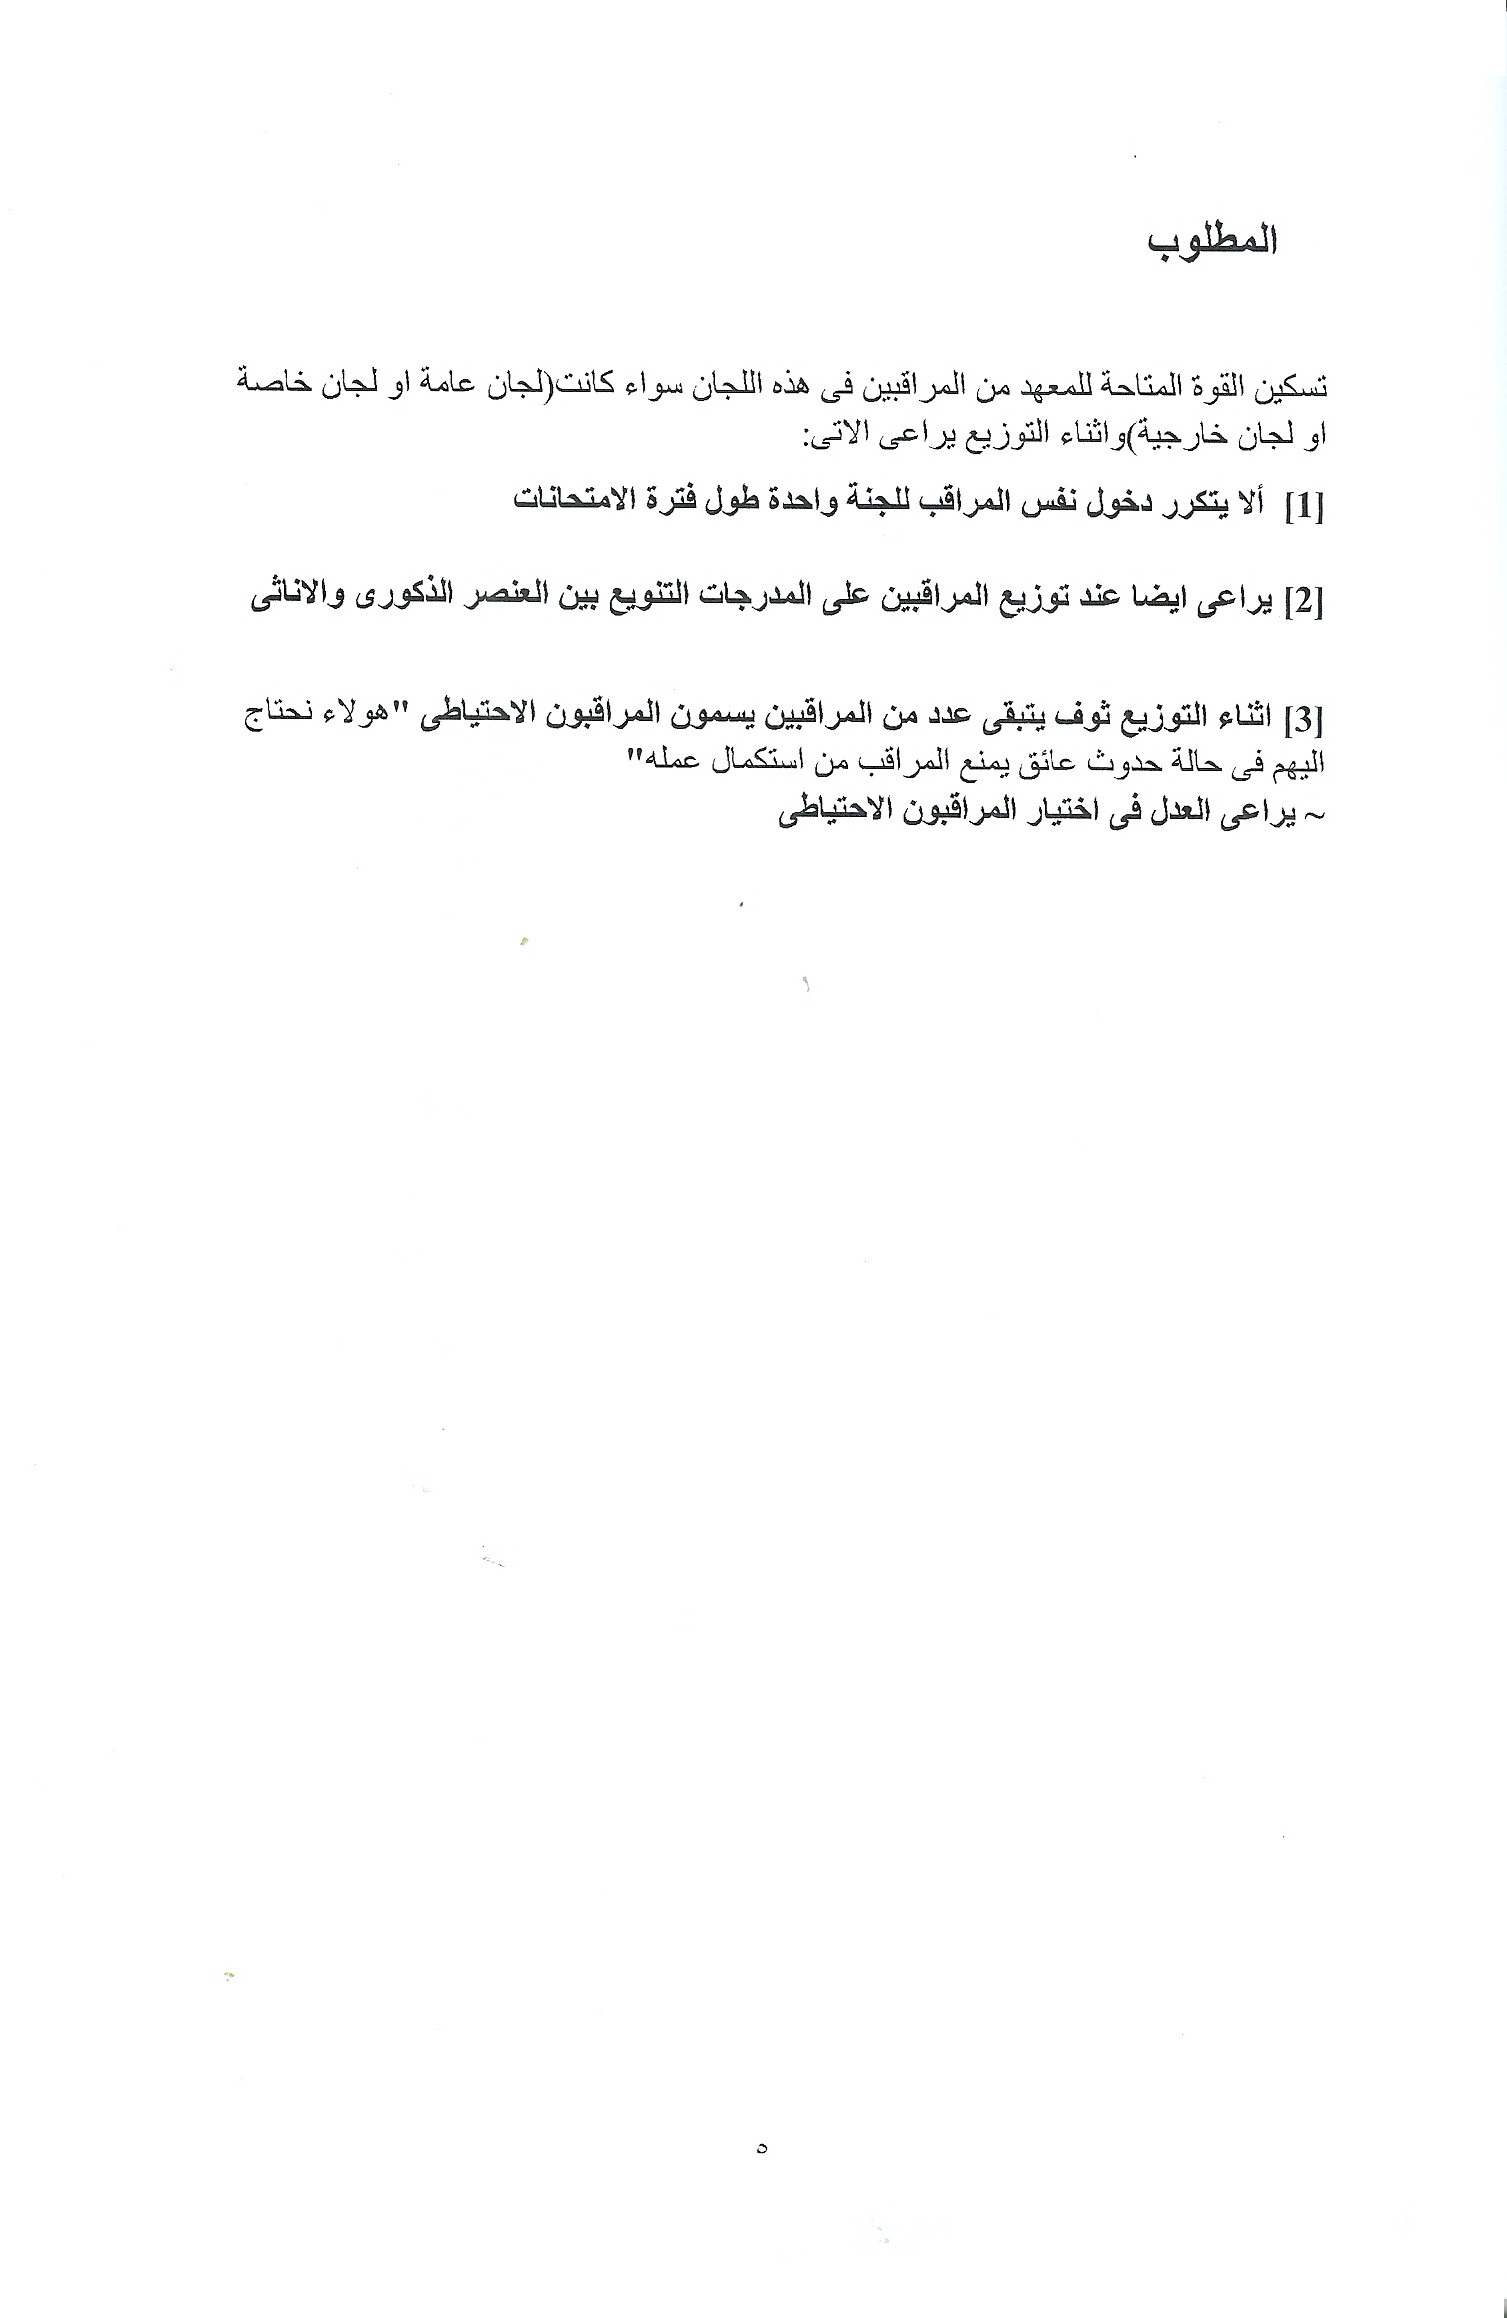 المطلوب
تسكين القوة المتاحة للمعهد من المراقبين فى هذه اللجان سواء كانت(لجان عامة او لجان خاصة
او لجان خارجية)واثناء التوزيع يراعى الاتى:
[1] ألا يتكرر دخول نفس المراقب للجنة واحدة طول فترة الامتحانات
[2] يراعى ايضا عند توزيع المراقبين على المدرجات التنويع بين العنصر الذكورى والاناثى
[3] اثناء التوزيع ثوف يتبقى عدد من المراقبين يسمون المراقبون الاحتياطى "هولاء نحتاج
اليهم فى حالة حدوث عائق يمنع المراقب من استكمال عمله"
~ يراعى العدل فى اختيار المراقبون الاحتياطى
٥